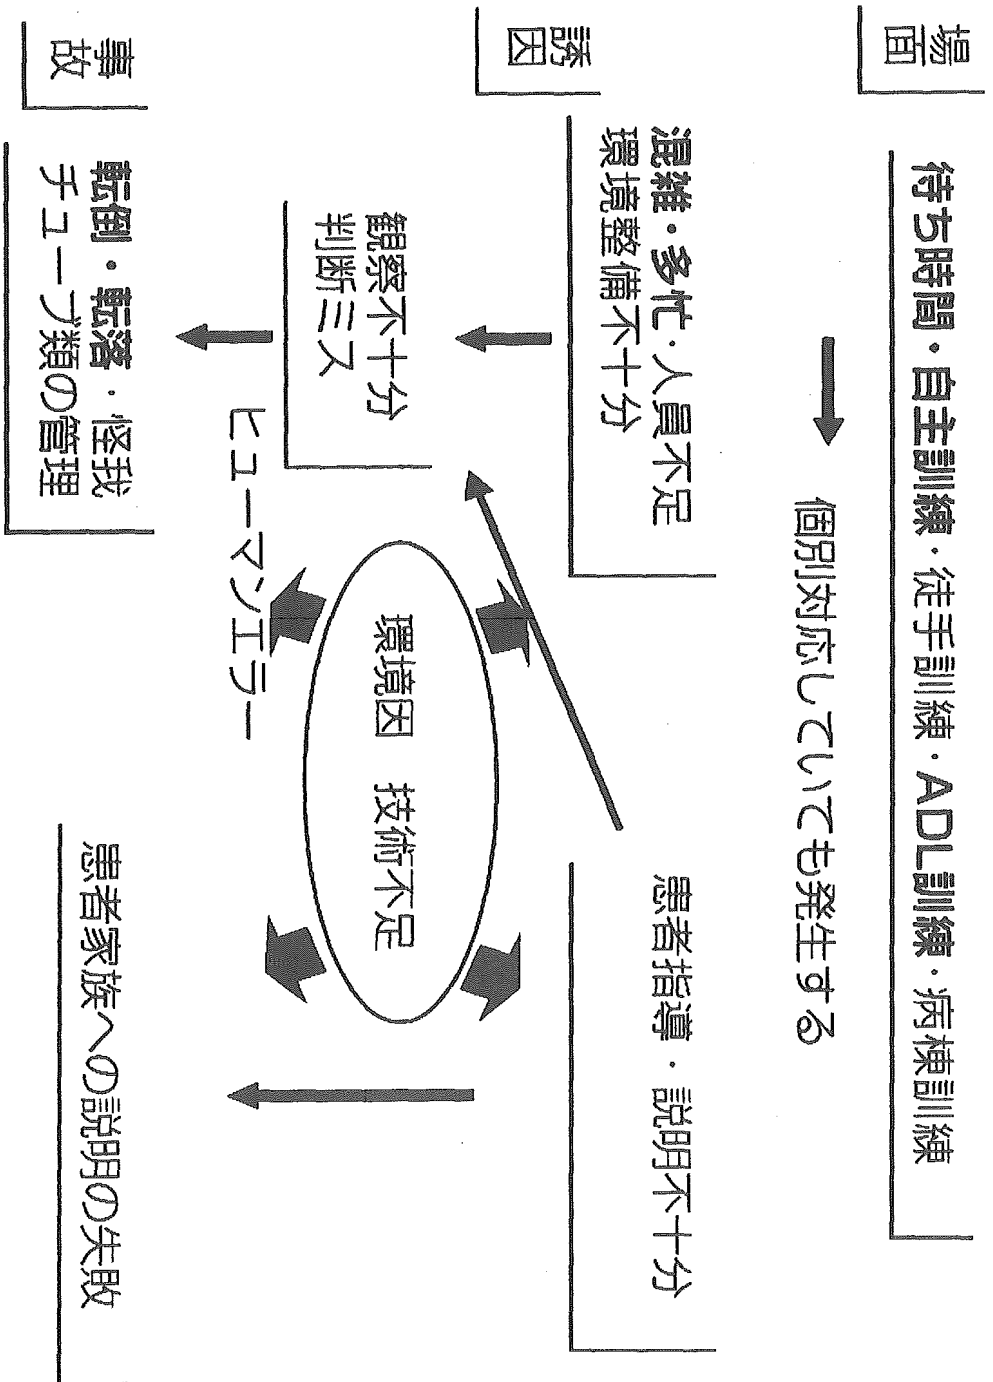 場面
待ち時間・自主訓練・徒手訓練・ADL訓練・病棟訓練
個別対応していても発生する
誘因
混雑・多忙・人員不足
環境整備不十分
患者指導・説明不十分
観察不十分
判断ミス
環境因 技術不足
ヒューマンエラー
事故
転倒・転落・怪我
チューブ類の管理
患者家族への説明の失敗